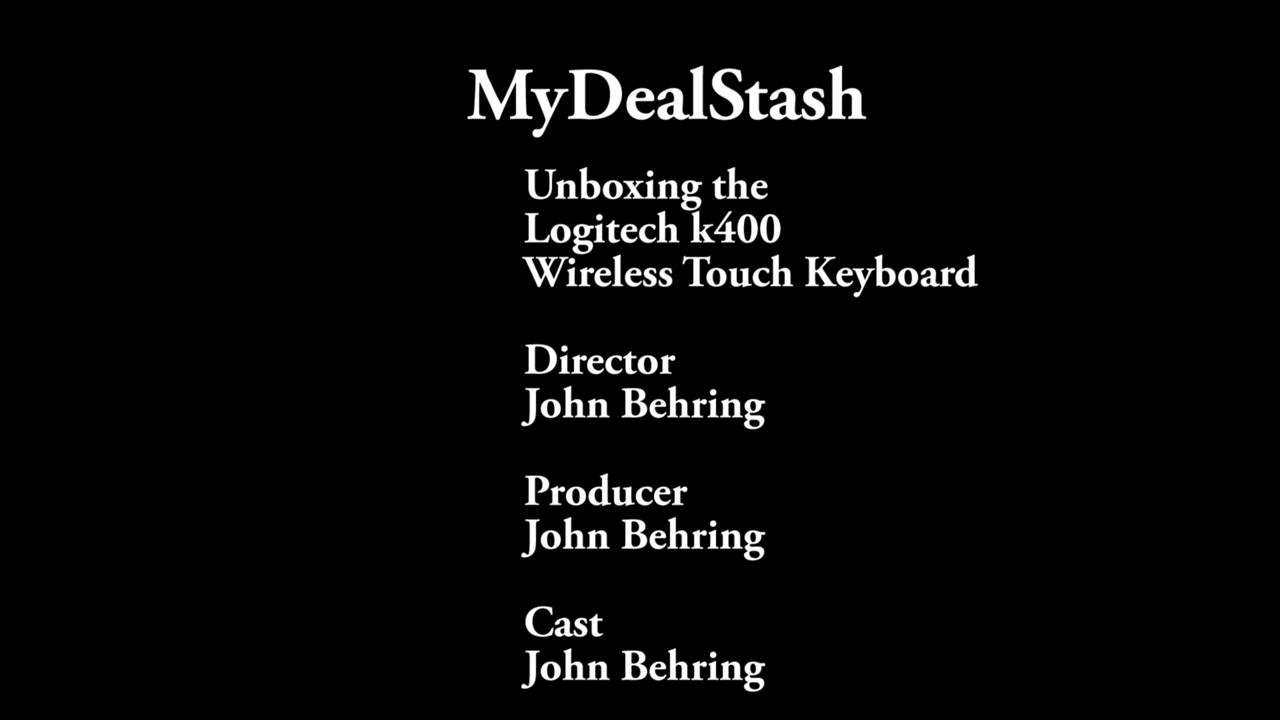 MyDealStash
Unboxing the
Logitech k400
Wireless Touch Keyboard
Director
John Behring
Producer
John Behring
Cast
John Behring